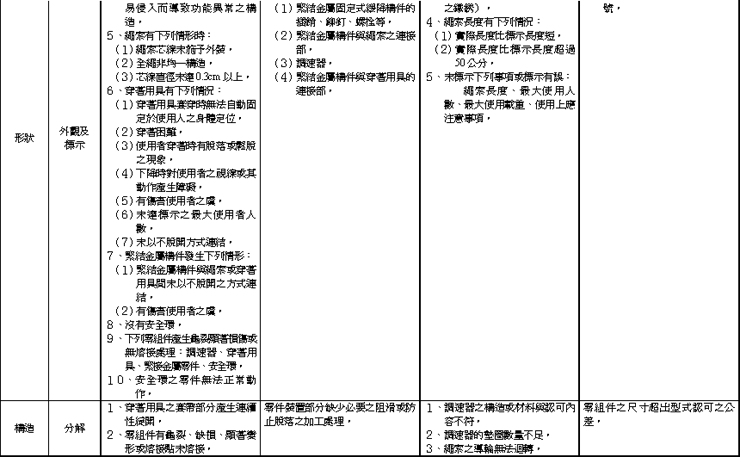 易侵入而導致功能異常之構
造，
5、繩索有下列情形時：
(1)繩索芯線未施予外裝，
(2)全繩非均一構造，
(3)芯線直徑未達0.3cm以上，
6、穿著用具有下列情況：
(1)穿著用具套穿時無法自動固
定於使用人之身體定位，
(2)穿著困難，
(3)使用者穿著時有脫落或鬆脫
之現象，
(4)下降時對使用者之視線或其
動作產生障礙，
(5)有傷害使用者之虞，
(6)未達標示之最大使用者人
數，
(7)未以不脫開方式連結，
7、緊結金屬構件發生下列情形：
(1)緊結金屬構件與繩索或穿著
用具間未以不脫開之方式連
結，
(2)有傷害使用者之虞，
8、沒有安全環，
9、下列零組件產生龜裂顯著損傷或
無熔接處理：調速器、穿著用
具、緊接金屬零件、安全環，
10、安全環之零件無法正常動
作，
(1)緊結金屬固定式緩降構件的
插銷、鉚釘、螺栓等，
(2)緊結金屬構件與繩索之連接
部，
(3)調速器，
(4)緊結金屬構件與穿著用具的
連接部，
之鏽銹)，
4、繩索長度有下列情況：
(1)實際長度比標示長度短，
(2)實際長度比標示長度超過
50公分，
5、未標示下列事項或標示有誤：
繩索長度、最大使用人
數、最大使用載重、使用上應
注意事項，
號，
形狀
外觀及
標示
構造
分解
1、穿著用具之套帶部分產生連續
性綻開，
2、零組件有龜裂、缺損、顯著變
形或熔接點未熔接，
零件裝置部分缺少必要之阻滑或防
止脫落之加工處理，
1、調速器之構造或材料與認可內
容不符，
2、調速器的墊圈數量不足，
3、繩索之導輪無法迴轉，
零組件之尺寸超出型式認可之公
差，